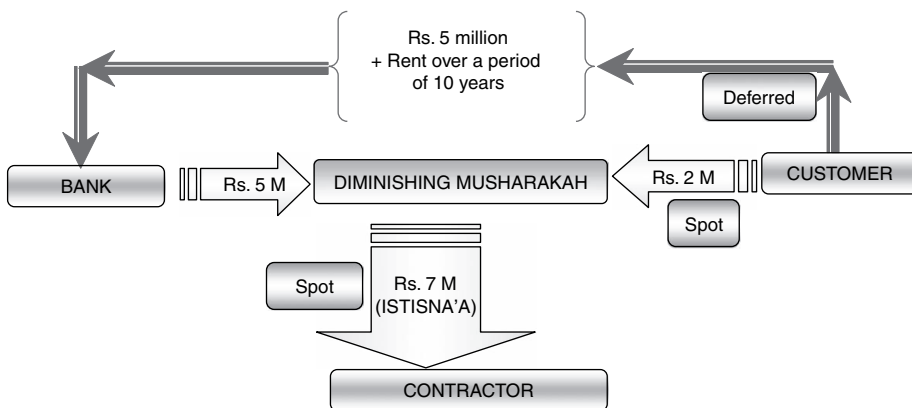 Rs. 5 million
+ Rent over a period
of 10 years
Deferred
BANK
Rs. 5 M
DIMINISHING MUSHARAKAH
Rs. 2 M
CUSTOMER
Spot
Spot
Rs. 7 M
(ISTISNA'A)
CONTRACTOR